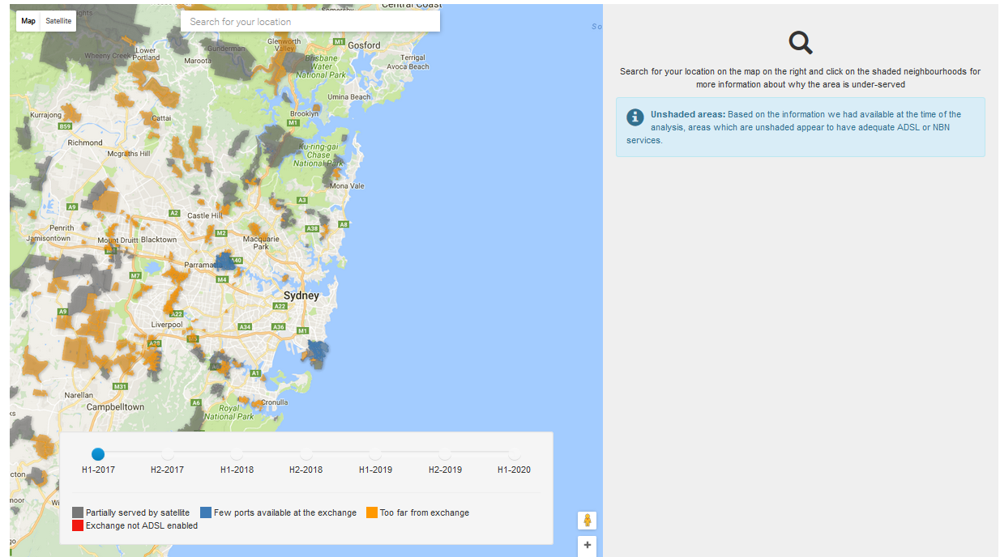 Map
Satellite
Search for your location
Central Coast
Somersby
Lower
Portland
Wheeny Creek
Maroota
Gunderman
Glenworth
Valley
M1
Gosford
Brisbane
Water
National Park
Terrigal
Avoca Beach
Umina Beach
Kurrajong
B59
Cattai
Brooklyn
M1
Richmond
Mcgraths Hill
Ku-ring-gai
Chase
National Park
Mona Vale
A9
A2
Castle Hill
A3
A38
A8
Penrith
Jamisontown
Mount Druitt
Blacktown
M2
Macquarie
Park
Parramatta
A40
M7
M4
Sydney
A9
A22
A22
Liverpool
A34
A36
M1
A28
M5
A1
M31
Narellan
Campbelltown
A6
Cronulla
Royal
National Park
H1-2017
H2-2017
H1-2018
H2-2018
H1-2019
H2-2019
H1-2020
Partially served by satellite
Few ports available at the exchange
Too far from exchange
Exchange not ADSL enabled
+
So
Search for your location on the map on the right and click on the shaded neighbourhoods for
more information about why the area is under-served
Unshaded areas: Based on the information we had available at the time of the
analysis, areas which are unshaded appear to have adequate ADSL or NBN
services.